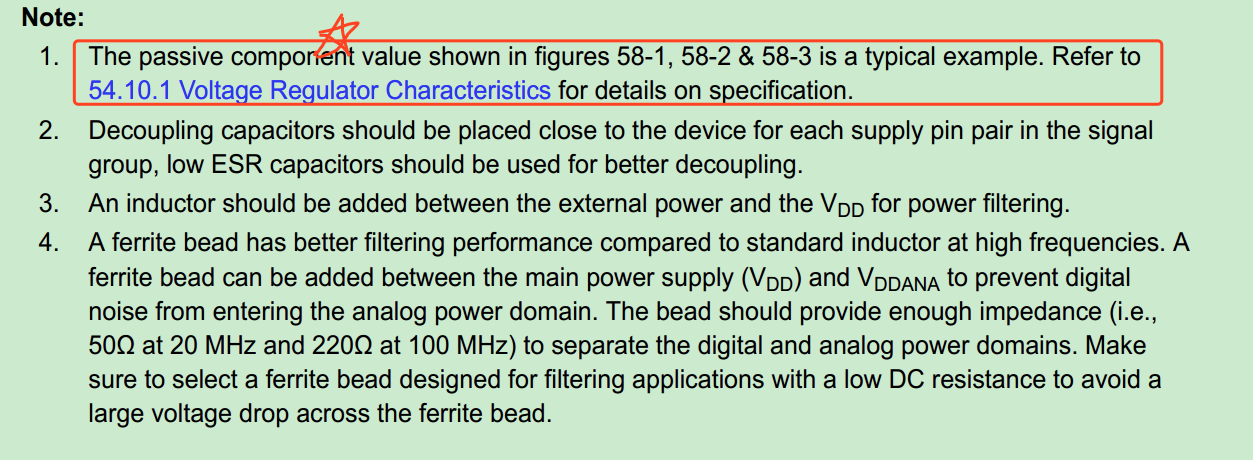 Note:
1. The passive component value shown in figures 58-1, 58-2 & 58-3 is a typical example. Refer to
54.10.1 Voltage Regulator Characteristics for details on specification.
2. Decoupling capacitors should be placed close to the device for each supply pin pair in the signal
group, low ESR capacitors should be used for better decoupling.
3. An inductor should be added between the external power and the VDD for power filtering.
4. A ferrite bead has better filtering performance compared to standard inductor at high frequencies. A
ferrite bead can be added between the main power supply (VDD) and VDDANA to prevent digital
noise from entering the analog power domain. The bead should provide enough impedance (i.e.,
50Ω at 20 MHz and 220Ω at 100 MHz) to separate the digital and analog power domains. Make
sure to select a ferrite bead designed for filtering applications with a low DC resistance to avoid a
large voltage drop across the ferrite bead.